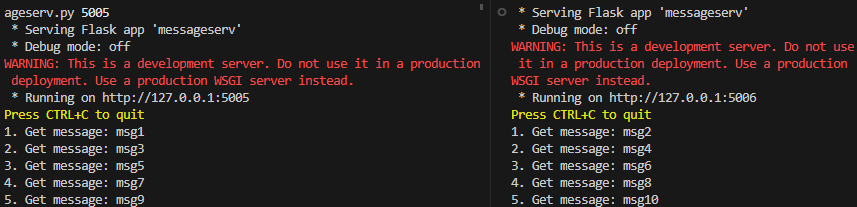 ageserv.py 5005
 * Serving Flask app 'messageserv'
 * Debug mode: off
WARNING: This is a development server. Do not use it in a production
 deployment. Use a production WSGI server instead.
 * Running on http://127.0.0.1:5005
Press CTRL+C to quit
1. Get message: msg1
2. Get message: msg3
3. Get message: msg5
4. Get message: msg7
5. Get message: msg9
 * Serving Flask app 'messageserv'
 * Debug mode: off
WARNING: This is a development server. Do not use
 it in a production deployment. Use a production
WSGI server instead.
 * Running on http://127.0.0.1:5006
Press CTRL+C to quit
1. Get message: msg2
2. Get message: msg4
3. Get message: msg6
4. Get message: msg8
5. Get message: msg10